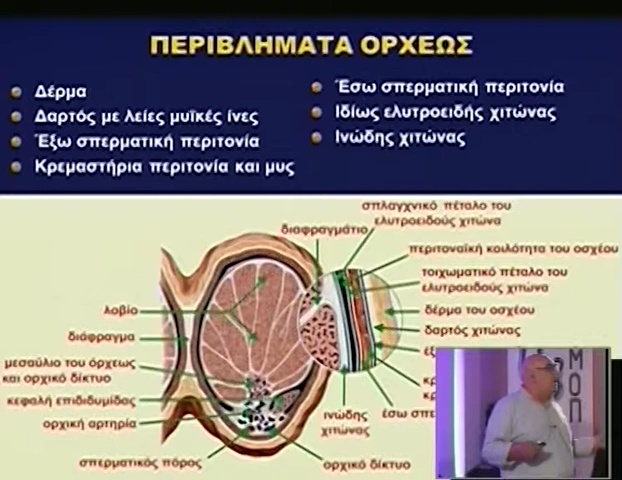 ΠΕΡΙΒΛΗΜΑΤΑ ΟΡΧΕΩΣ
Δέρμα
Δαρτός με λείες μυϊκές ίνες
Έξω σπερματική περιτονία
Κρεμαστήρια περιτονία και μυς
Έσω σπερματική περιτονία
Ιδίως ελυτροειδής χιτώνας
Ινώδης χιτώνας
σπλαγχνικό πέταλο του
ελυτροειδούς χιτώνα
διαφραγμάτιο
περιτοναϊκή κοιλότητα του οσχέου
τοιχωματικό πέταλο του
ελυτροειδούς χιτώνα
δέρμα του οσχέου
δαρτός χιτώνας
λοβίο
διάφραγμα
μεσαύλιο του όρχεως
και ορχικό δίκτυο
κεφαλή επιδιδυμίδας
ορχική αρτηρία
σπερματικός πόρος
ινώδης
χιτώνας
έσω σπε
ορχικό δίκτυο
ΜΟΠ